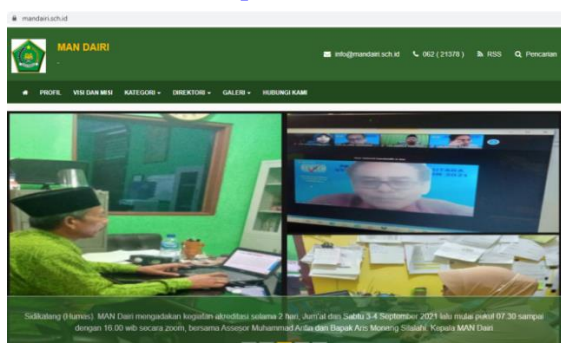 mandairi.sch.id
MAN DAIRI
info@mandairi.sch.id 062 ( 21378 ) RSS Pencarian
PROFIL VISI DAN MISI KATEGORI DIREKTORI GALERI HUBUNGI KAMI
Sidikalang (Humas). MAN Dairi mengadakan kegiatan akreditasi selama 2 hari, Jum'at dan Sabtu 3-4 September 2021 lalu mulai pukul 07.30 sampai
dengan 16.00 wib secara zoom, bersama Assesor Muhammad Arifin dan Bapak Aris Monang Silalahi. Kepala MAN Dairi